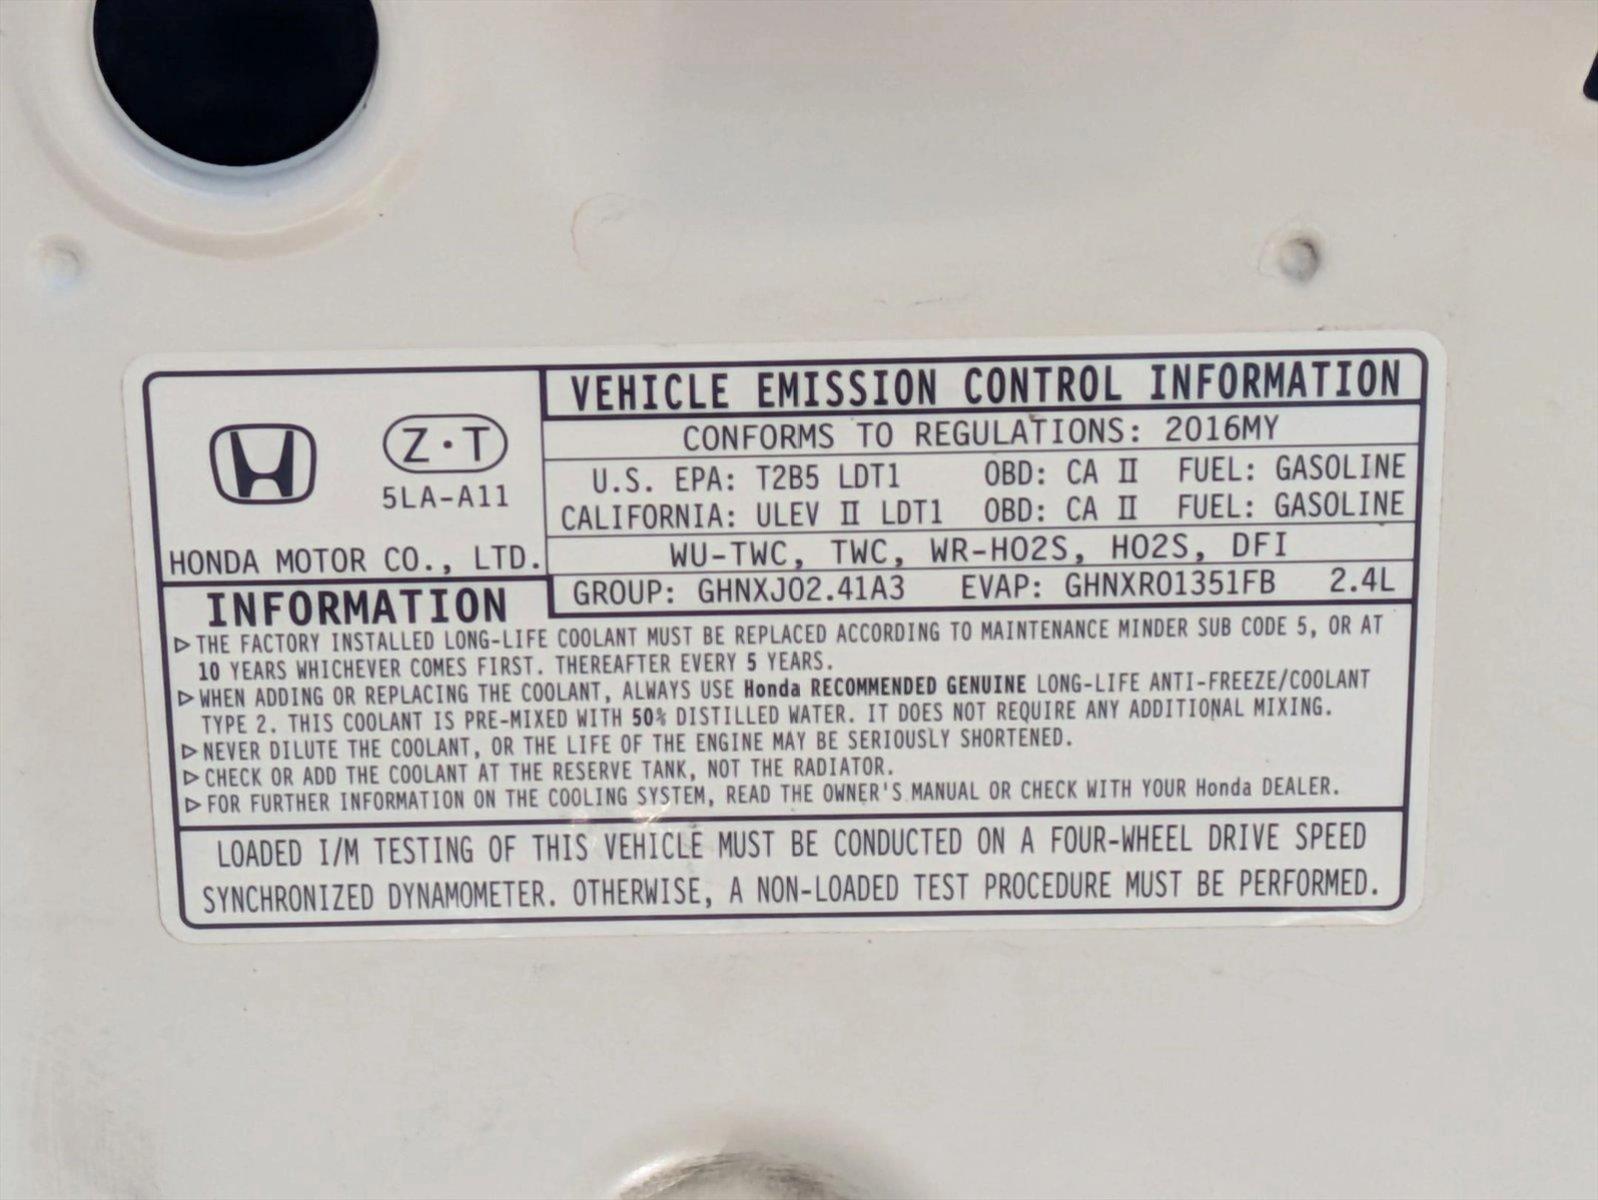 Z·T
5LA-A11
HONDA MOTOR CO., LTD.
VEHICLE EMISSION CONTROL INFORMATION
CONFORMS TO REGULATIONS: 2016MY
U.S. EPA: T2B5 LDT1 OBD: CA II FUEL: GASOLINE
CALIFORNIA: ULEV II LDT1 OBD: CA II FUEL: GASOLINE
WU-TWC, TWC, WR-HO2S, HO2S, DFI
GROUP: GHNXJ02.41A3 EVAP: GHNXR01351FB 2.4L
INFORMATION
▷THE FACTORY INSTALLED LONG-LIFE COOLANT MUST BE REPLACED ACCORDING TO MAINTENANCE MINDER SUB CODE 5, OR AT
10 YEARS WHICHEVER COMES FIRST. THEREAFTER EVERY 5 YEARS.
▷WHEN ADDING OR REPLACING THE COOLANT, ALWAYS USE Honda RECOMMENDED GENUINE LONG-LIFE ANTI-FREEZE/COOLANT
TYPE 2. THIS COOLANT IS PRE-MIXED WITH 50% DISTILLED WATER. IT DOES NOT REQUIRE ANY ADDITIONAL MIXING.
▷NEVER DILUTE THE COOLANT, OR THE LIFE OF THE ENGINE MAY BE SERIOUSLY SHORTENED.
▷CHECK OR ADD THE COOLANT AT THE RESERVE TANK, NOT THE RADIATOR.
▷FOR FURTHER INFORMATION ON THE COOLING SYSTEM, READ THE OWNER'S MANUAL OR CHECK WITH YOUR Honda DEALER.
LOADED I/M TESTING OF THIS VEHICLE MUST BE CONDUCTED ON A FOUR-WHEEL DRIVE SPEED
SYNCHRONIZED DYNAMOMETER. OTHERWISE, A NON-LOADED TEST PROCEDURE MUST BE PERFORMED.